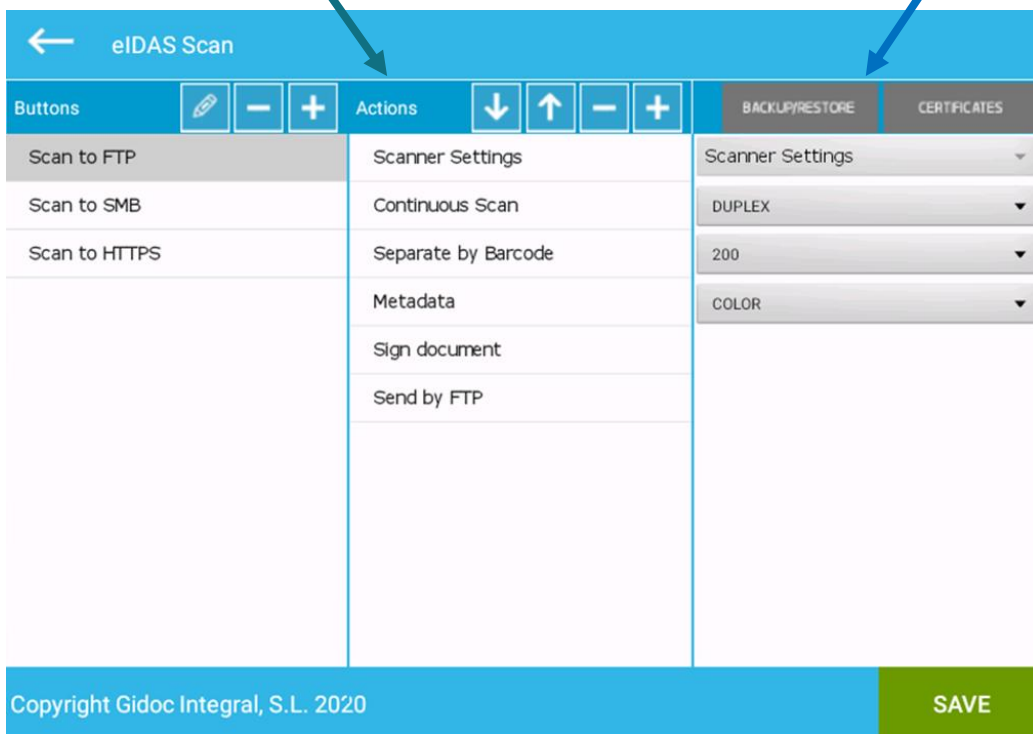 eIDAS Scan
Buttons
Actions
BACKUP/RESTORE
CERTIFICATES
Scan to FTP
Scan to SMB
Scan to HTTPS
Scanner Settings
Continuous Scan
Separate by Barcode
Metadata
Sign document
Send by FTP
Scanner Settings
DUPLEX
200
COLOR
Copyright Gidoc Integral, S.L. 2020
SAVE